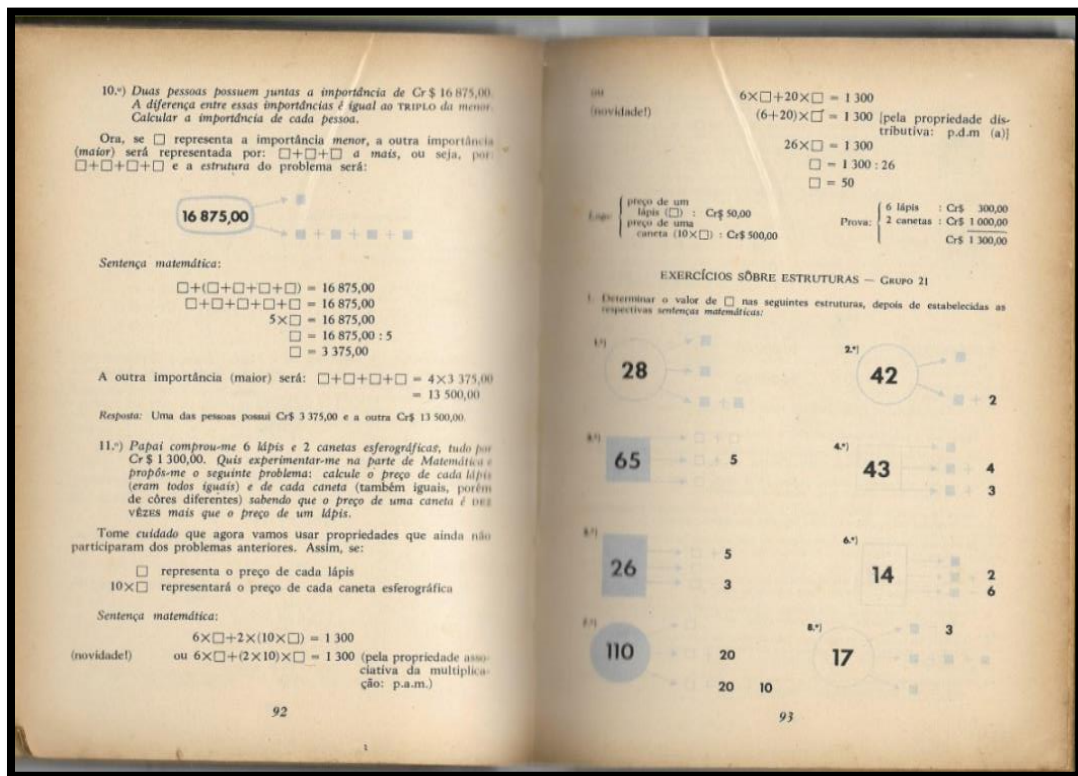 10.º) Duas pessoas possuem juntas a importância de Cr$ 16 875,00.
A diferença entre essas importâncias é igual ao TRIPLO da menor.
Calcular a importância de cada pessoa.
Ora, se □ representa a importância menor, a outra importância
(maior) será representada por: □+□+□ a mais, ou seja, por:
□+□+□+□ e a estrutura do problema será:
16 875,00
■
■ + ■ + ■ + ■
Sentença matemática:
□+(□+□+□+□) = 16 875,00
□+□+□+□+□ = 16 875,00
5×□ = 16 875,00
□ = 16 875,00 : 5
□ = 3 375,00
A outra importância (maior) será: □+□+□+□ = 4×3 375,00
= 13 500,00
Resposta: Uma das pessoas possui Cr$ 3 375,00 e a outra Cr$ 13 500,00.
11.º) Papai comprou-me 6 lápis e 2 canetas esferográficas, tudo por
Cr$ 1 300,00. Quis experimentar-me na parte de Matemática e
propôs-me o seguinte problema: calcule o preço de cada lápis
(eram todos iguais) e de cada caneta (também iguais, porém
de côres diferentes) sabendo que o preço de uma caneta é DEZ
VÊZES mais que o preço de um lápis.
Tome cuidado que agora vamos usar propriedades que ainda não
participaram dos problemas anteriores. Assim, se:
□ representa o preço de cada lápis
10×□ representará o preço de cada caneta esferográfica
Sentença matemática:
6×□+2×(10×□) = 1 300
(novidade!) ou 6×□+(2×10)×□ = 1 300 (pela propriedade asso-
ciativa da multiplica-
ção: p.a.m.)
92
1
ou 6×□+20×□ = 1 300
(novidade!) (6+20)×□ = 1 300 [pela propriedade dis-
tributiva: p.d.m (a)]
26×□ = 1 300
□ = 1 300 : 26
□ = 50
Logo:
preço de um
lápis (□) : Cr$ 50,00
preço de uma
caneta (10×□) : Cr$ 500,00
Prova:
6 lápis : Cr$ 300,00
2 canetas : Cr$ 1 000,00
Cr$ 1 300,00
EXERCÍCIOS SÔBRE ESTRUTURAS — GRUPO 21
1. Determinar o valor de □ nas seguintes estruturas, depois de estabelecidas as
respectivas sentenças matemáticas:
1.º) 28
■
■
■ + ■
2.º) 42
■
■ + 2
65
□ + □
□ + 5
4.º) 43
4
3
26
□ + 5
□
□ + 3
6.º) 14
■
■ + 2
■ + 6
110
□
□ + 20
20 10
8.º) 17
3
93